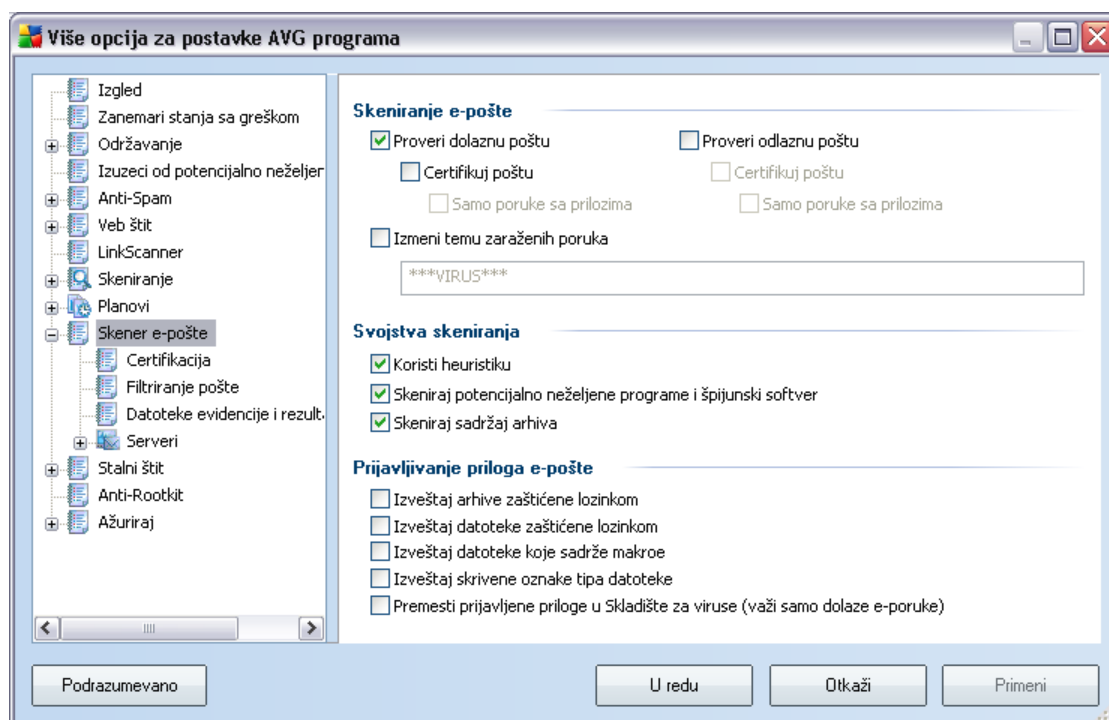 Više opcija za postavke AVG programa
Izgled
Zanemari stanja sa greškom
Održavanje
Izuzeci od potencijalno neželjer
Anti-Spam
Veb štit
LinkScanner
Skeniranje
Planovi
Skener e-pošte
Certifikacija
Filtriranje pošte
Datoteke evidencije i rezult
Serveri
Stalni štit
Anti-Rootkit
Ažuriraj
Skeniranje e-pošte
Proveri dolaznu poštu
Proveri odlaznu poštu
Certifikuj poštu
Certifikuj poštu
Samo poruke sa prilozima
Samo poruke sa prilozima
Izmeni temu zaraženih poruka
***VIRUS***
Svojstva skeniranja
Koristi heuristiku
Skeniraj potencijalno neželjene programe i špijunski softver
Skeniraj sadržaj arhiva
Prijavljivanje priloga e-pošte
Izveštaj arhive zaštićene lozinkom
Izveštaj datoteke zaštićene lozinkom
Izveštaj datoteke koje sadrže makroe
Izveštaj skrivene oznake tipa datoteke
Premesti prijavljene priloge u Skladište za viruse (važi samo dolaze e-poruke)
Podrazumevano
U redu
Otkaži
Primeni